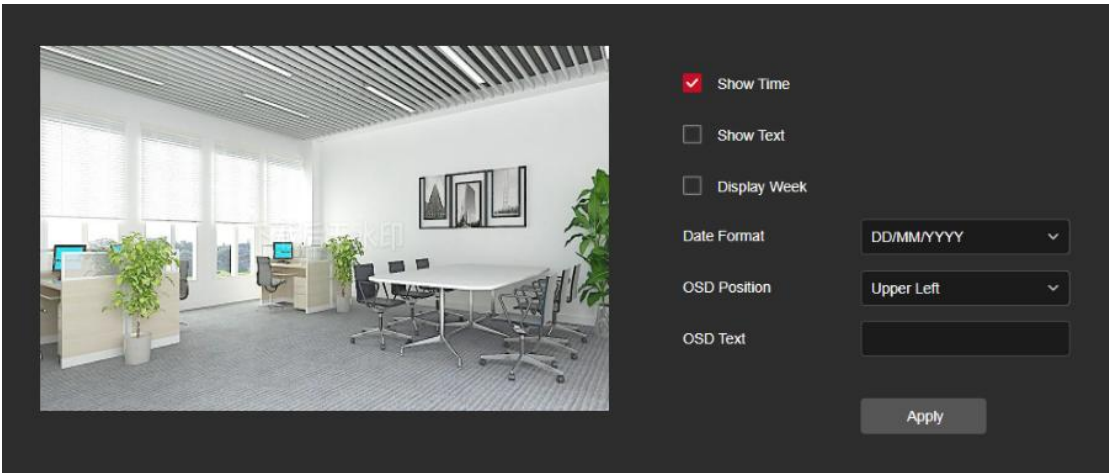 Show Time
Show Text
Display Week
Date Format DD/MM/YYYY
OSD Position Upper Left
OSD Text
Apply